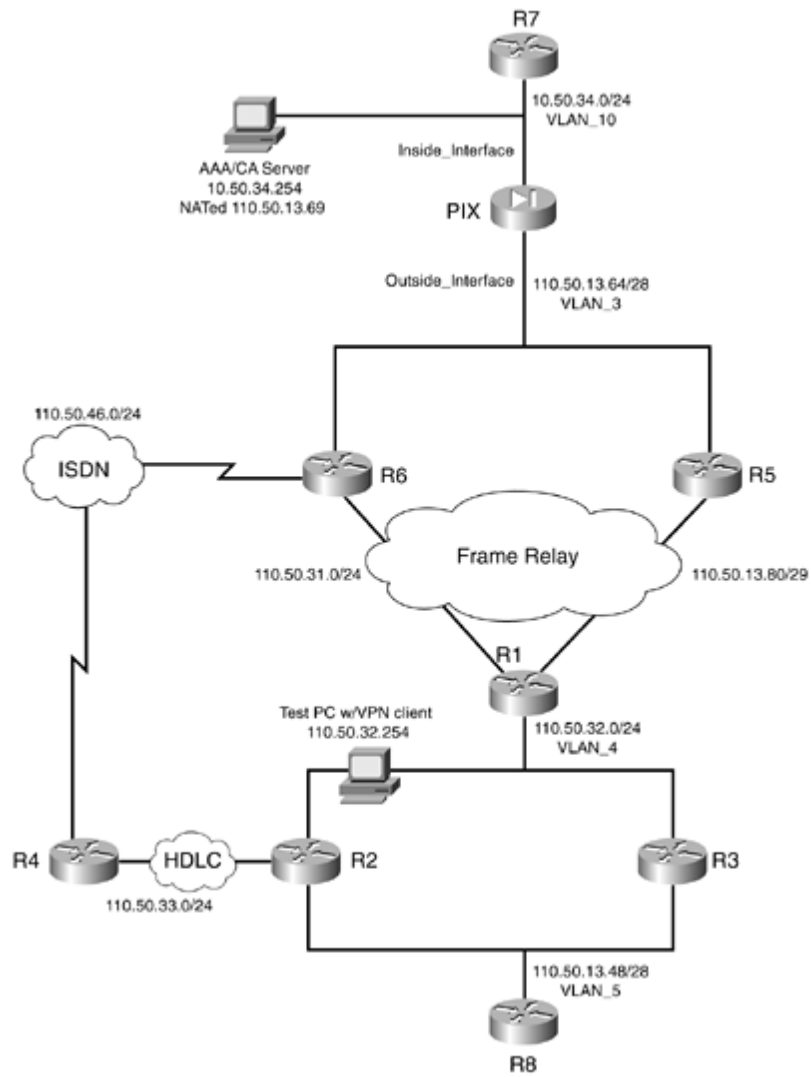 R7
10.50.34.0/24
VLAN_10
AAA/CA Server
10.50.34.254
NATed 110.50.13.69
Inside_Interface
PIX
Outside_Interface
110.50.13.64/28
VLAN_3
110.50.46.0/24
ISDN
R6
R5
Frame Relay
110.50.31.0/24
110.50.13.80/29
R1
Test PC w/VPN client
110.50.32.254
110.50.32.0/24
VLAN_4
R4
HDLC
R2
R3
110.50.33.0/24
110.50.13.48/28
VLAN_5
R8